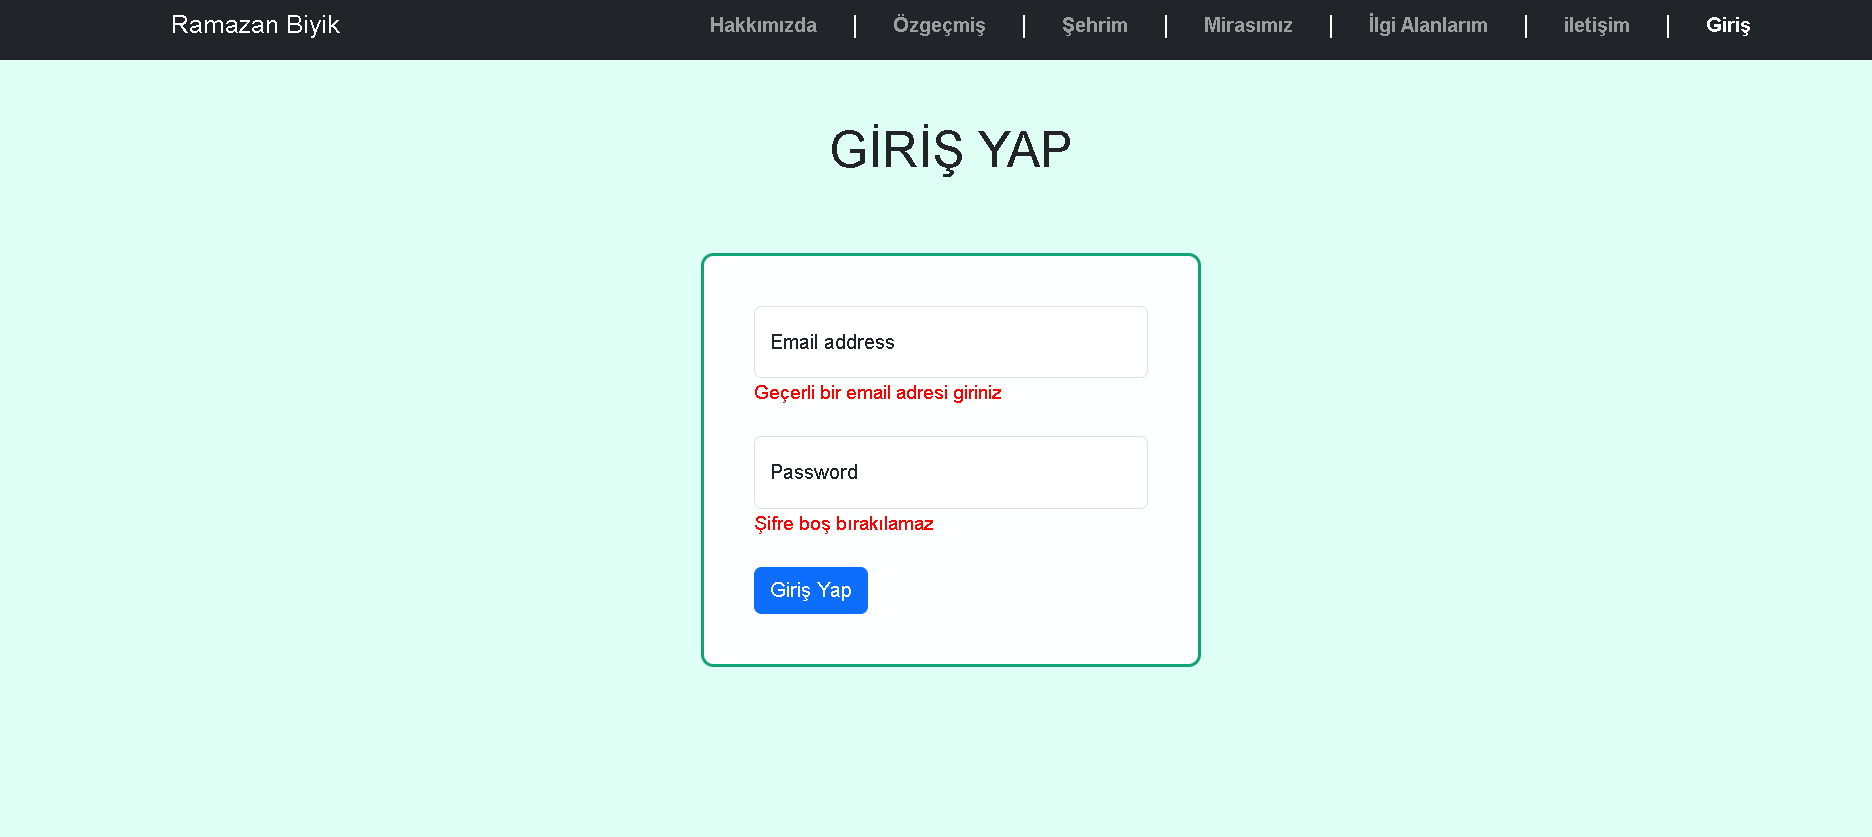 Ramazan Biyik
Hakkımızda | Özgeçmiş | Şehrim | Mirasımız | İlgi Alanlarım | iletişim | Giriş
GİRİŞ YAP
Email address
Geçerli bir email adresi giriniz
Password
Şifre boş bırakılamaz
Giriş Yap